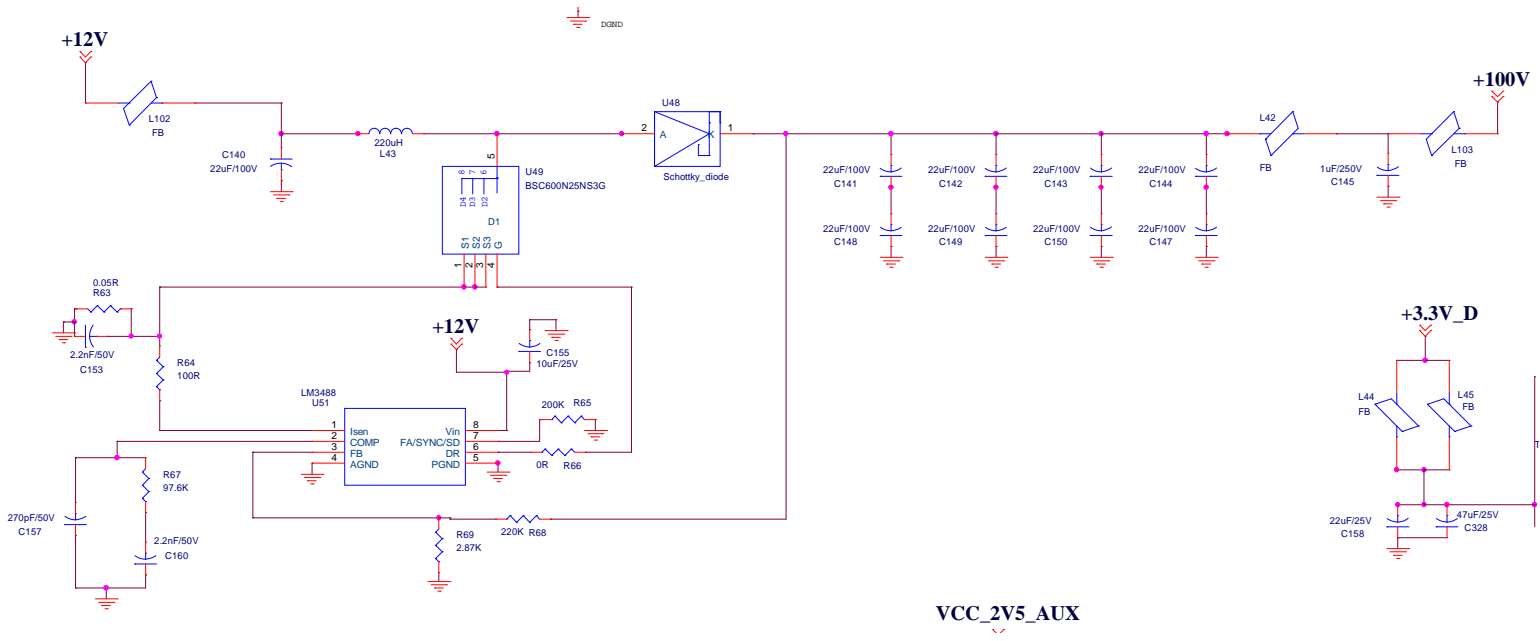 DGND
+12V
+100V
L102
FB
U48
2
A
K
1
Schottky_diode
L42
FB
L103
FB
C140
22uF/100V
220uH
L43
5
U49
BSC600N25NS3G
8
7
6
D4
D3
D2
D1
S1
S2
S3
G
1
2
3
4
22uF/100V
C141
22uF/100V
C142
22uF/100V
C143
22uF/100V
C144
1uF/250V
C145
22uF/100V
C148
22uF/100V
C149
22uF/100V
C150
22uF/100V
C147
0.05R
R63
2.2nF/50V
C153
R64
100R
+12V
C155
10uF/25V
+3.3V_D
L44
FB
L45
FB
LM3488
U51
1
Isen
2
COMP
3
FB
4
AGND
Vin
8
FA/SYNC/SD
7
DR
6
PGND
5
200K R65
0R R66
R67
97.6K
270pF/50V
C157
2.2nF/50V
C160
R69
2.87K
220K R68
22uF/25V
C158
47uF/25V
C328
T
VCC_2V5_AUX